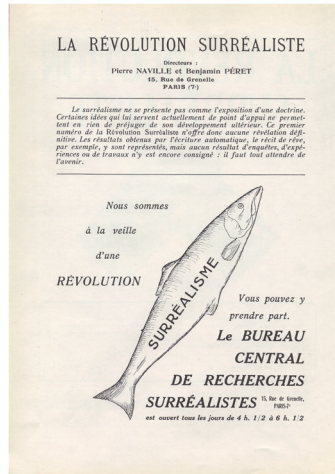 LA RÉVOLUTION SURRÉALISTE
Directeurs :
Pierre NAVILLE et Benjamin PÉRET
15, Rue de Grenelle
PARIS (7e)
Le surréalisme ne se présente pas comme l'exposition d'une doctrine.
Certaines idées qui lui servent actuellement de point d'appui ne permet-
tent en rien de préjuger de son développement ultérieur. Ce premier
numéro de la Révolution Surréaliste n'offre donc aucune révélation défi-
nitive. Les résultats obtenus par l'écriture automatique, le récit de rêve,
par exemple, y sont représentés, mais aucun résultat d'enquêtes, d'expé-
riences ou de travaux n'y est encore consigné : il faut tout attendre de
l'avenir.
Nous sommes
à la veille
d'une
RÉVOLUTION
SURRÉALISME
Vous pouvez y
prendre part.
Le BUREAU
CENTRAL
DE RECHERCHES
SURRÉALISTES 15, Rue de Grenelle,
PARIS-7e
est ouvert tous les jours de 4 h. 1/2 à 6 h. 1/2